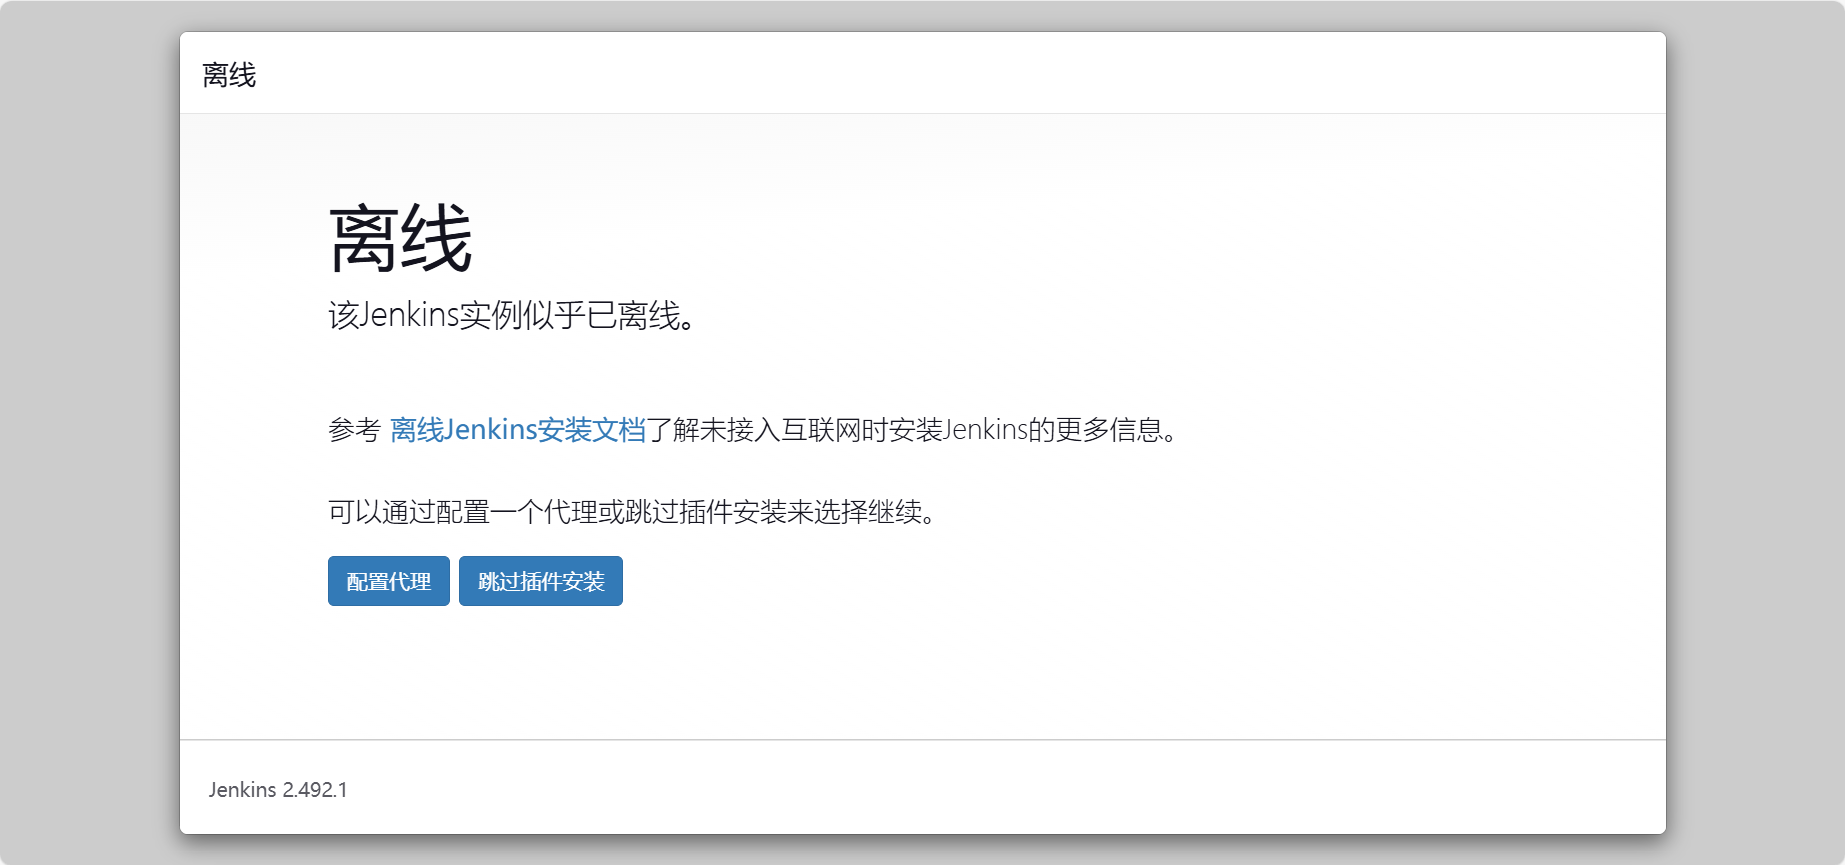 离线
离线
该Jenkins实例似乎已离线。
参考 离线Jenkins安装文档了解未接入互联网时安装Jenkins的更多信息。
可以通过配置一个代理或跳过插件安装来选择继续。
配置代理 跳过插件安装
Jenkins 2.492.1